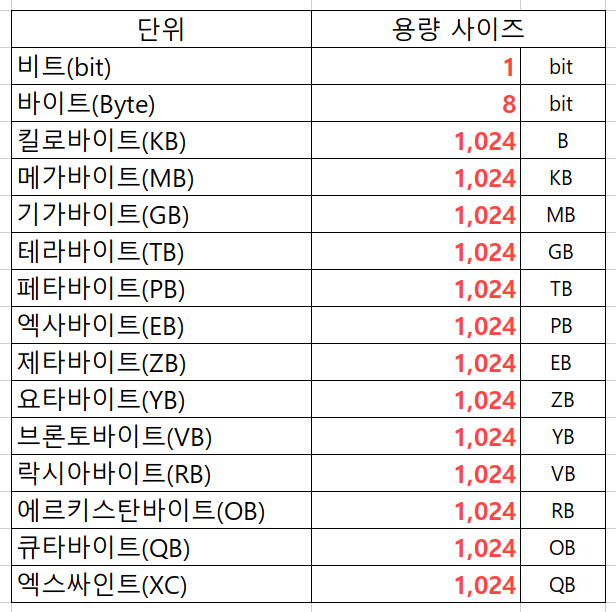 단위 용량 사이즈
비트(bit) 1 bit
바이트(Byte) 8 bit
킬로바이트(KB) 1,024 B
메가바이트(MB) 1,024 KB
기가바이트(GB) 1,024 MB
테라바이트(TB) 1,024 GB
페타바이트(PB) 1,024 TB
엑사바이트(EB) 1,024 PB
제타바이트(ZB) 1,024 EB
요타바이트(YB) 1,024 ZB
브론토바이트(VB) 1,024 YB
락시아바이트(RB) 1,024 VB
에르키스탄바이트(OB) 1,024 RB
큐타바이트(QB) 1,024 OB
엑스싸인트(XC) 1,024 QB